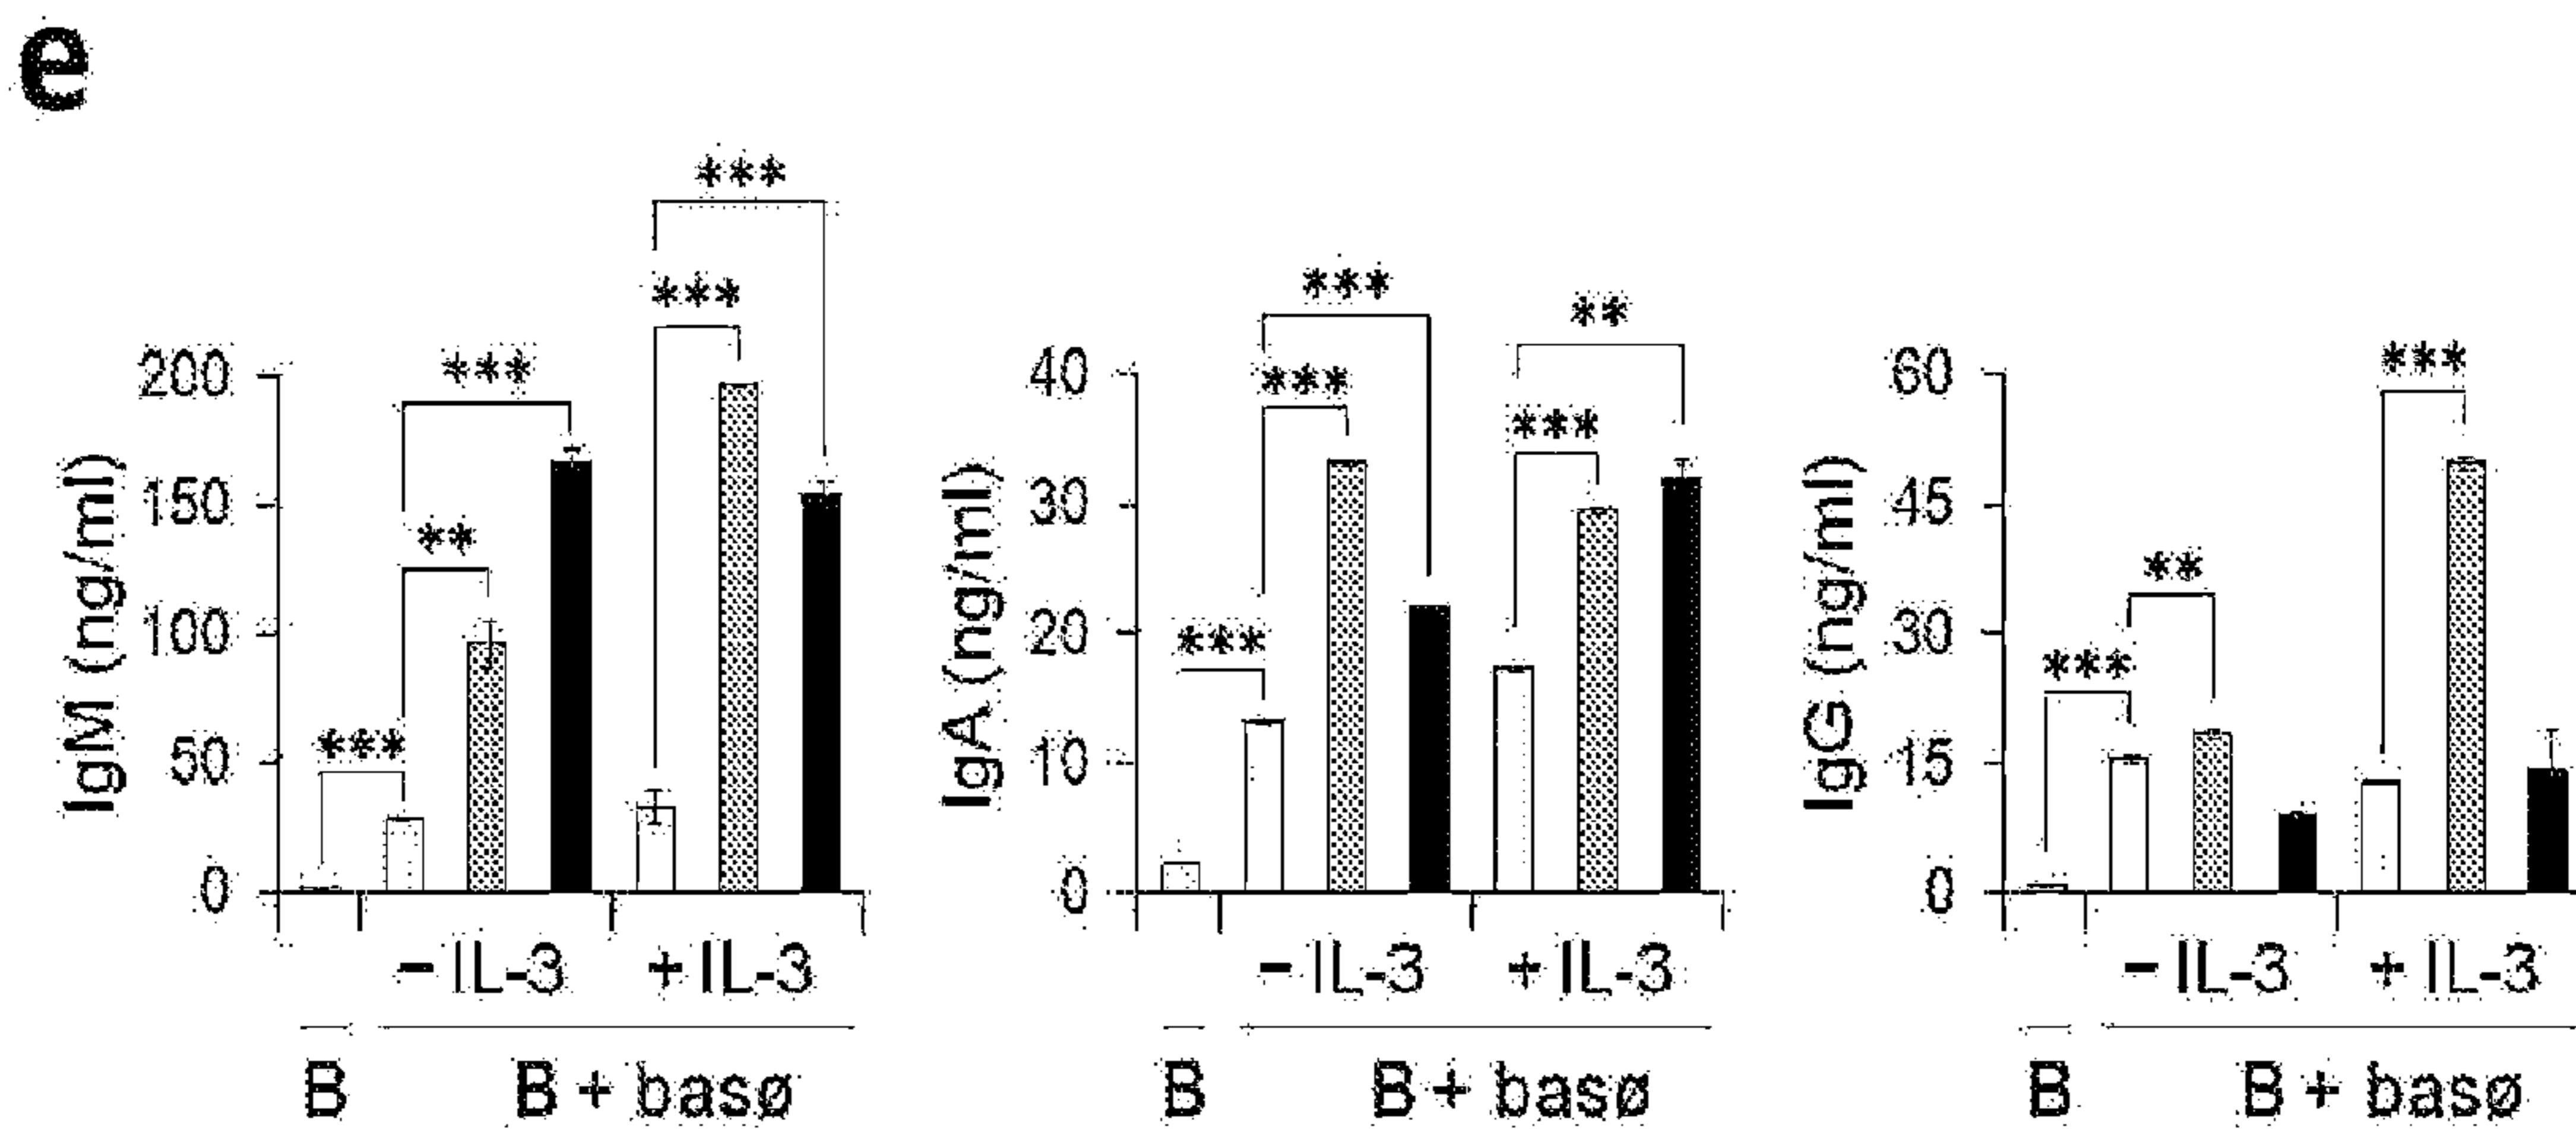 e
***
***
***
**
***
200
150
100
50
0
IgM (ng/ml)
− IL-3 + IL-3
B B + basø
***
***
***
**
***
40
30
20
10
0
IgA (ng/ml)
− IL-3 + IL-3
B B + basø
***
**
***
60
45
30
15
0
IgG (ng/ml)
− IL-3 + IL-3
B B + basø